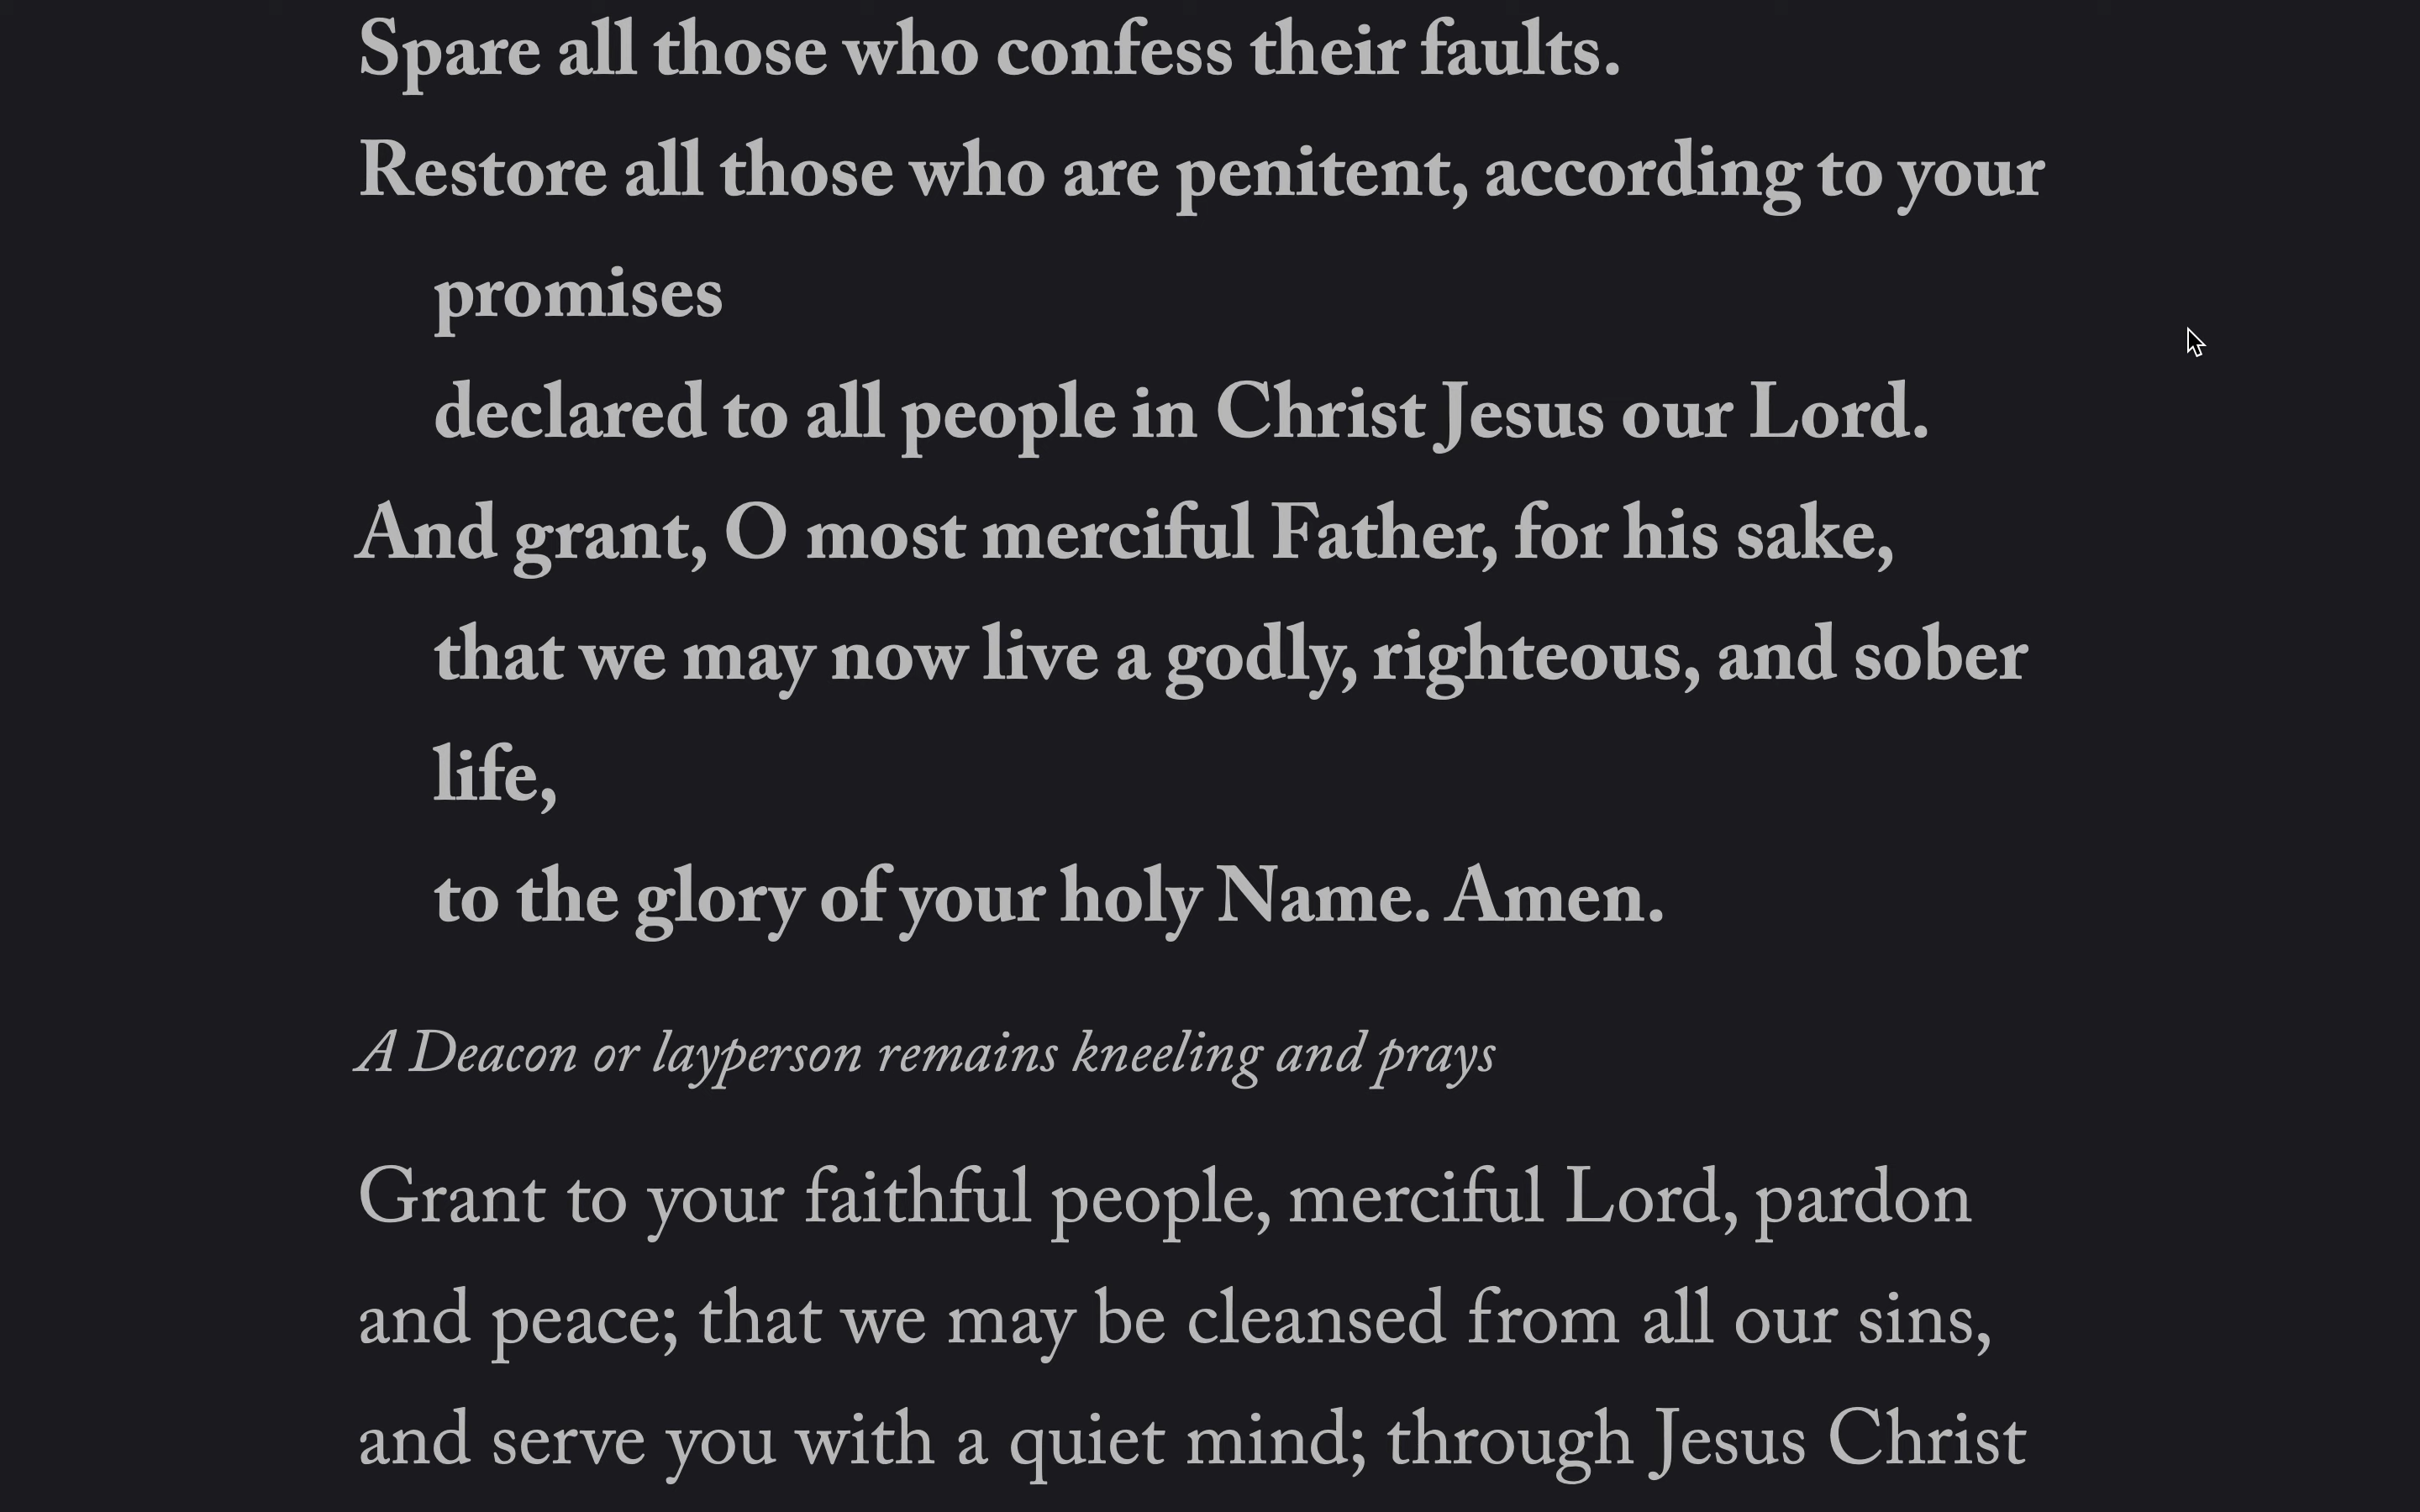 Spare all those who confess their faults.
Restore all those who are penitent, according to your
promises
declared to all people in Christ Jesus our Lord.
And grant, O most merciful Father, for his sake,
that we may now live a godly, righteous, and sober
life,
to the glory of your holy Name. Amen.
A Deacon or layperson remains kneeling and prays
Grant to your faithful people, merciful Lord, pardon
and peace; that we may be cleansed from all our sins,
and serve you with a quiet mind; through Jesus Christ